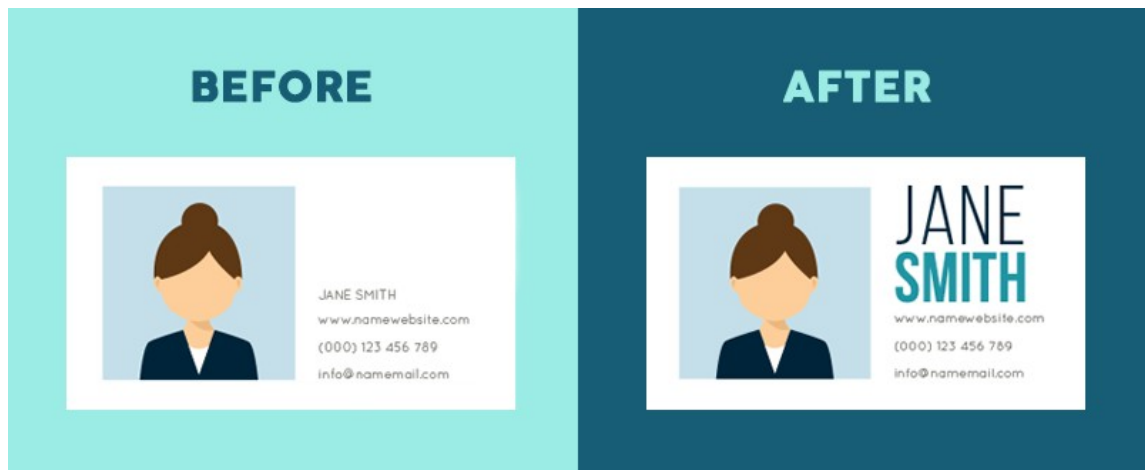 BEFORE
JANE SMITH
www.namewebsite.com
(000) 123 456 789
info@namemail.com
AFTER
JANE
SMITH
www.namewebsite.com
(000) 123 456 789
info@namemail.com